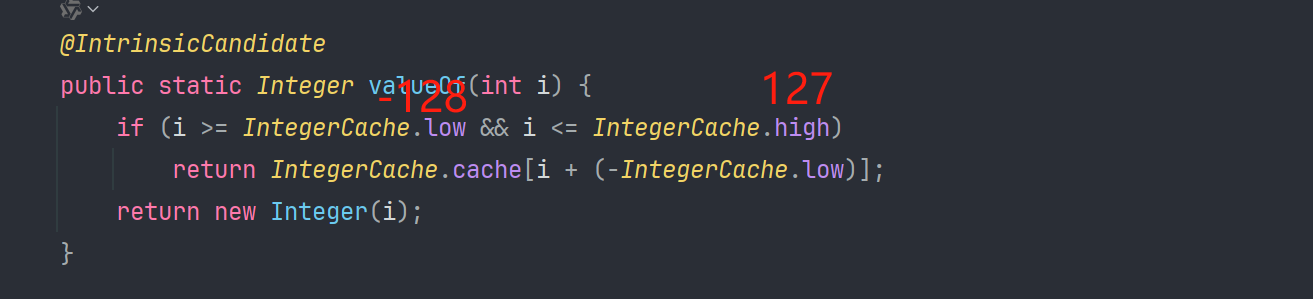 @IntrinsicCandidate
public static Integer valueOf(int i) {
-128
127
if (i >= IntegerCache.low && i <= IntegerCache.high)
return IntegerCache.cache[i + (-IntegerCache.low)];
return new Integer(i);
}